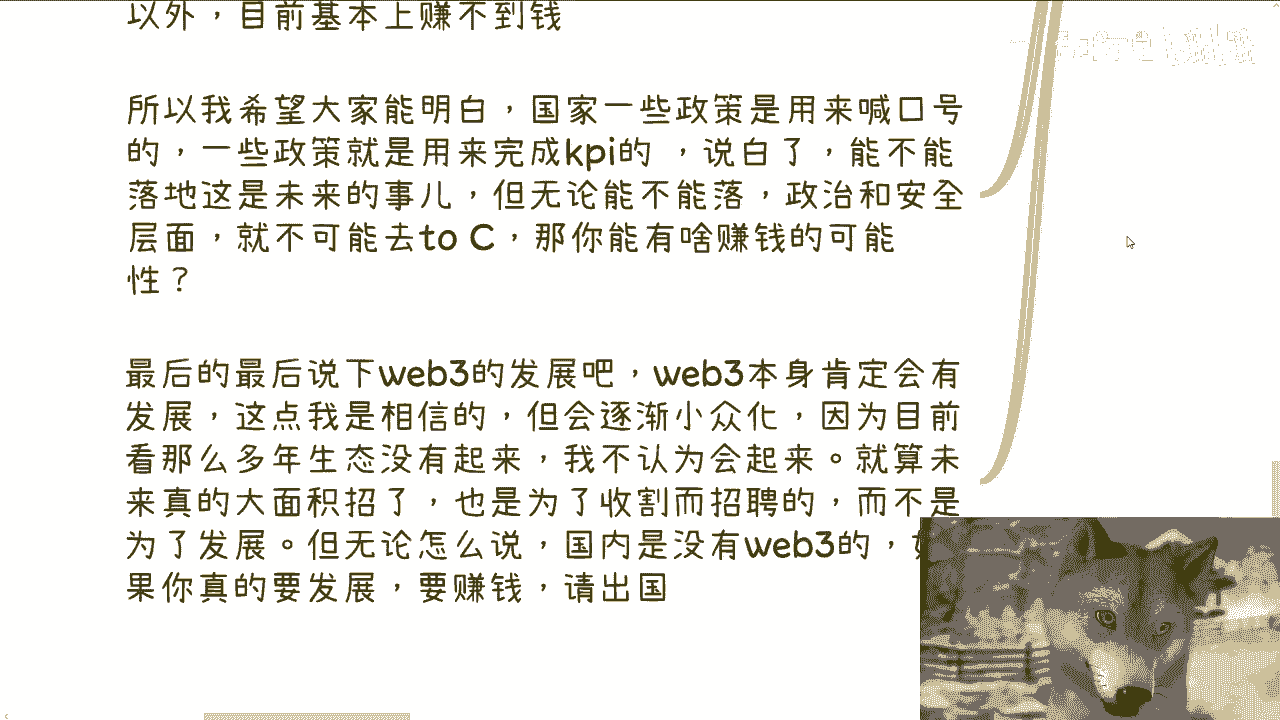 以外，目前基本上赚不到钱
所以我希望大家能明白，国家一些政策是用来喊口号
的，一些政策就是用来完成kpi的 ，说白了，能不能
落地这是未来的事儿，但无论能不能落，政治和安全
层面，就不可能去to C，那你能有啥赚钱的可能
性？
最后的最后说下web3的发展吧，web3本身肯定会有
发展，这点我是相信的，但会逐渐小众化，因为目前
看那么多年生态没有起来，我不认为会起来。就算未
来真的大面积招了，也是为了收割而招聘的，而不是
为了发展。但无论怎么说，国内是没有web3的，如
果你真的要发展，要赚钱，请出国